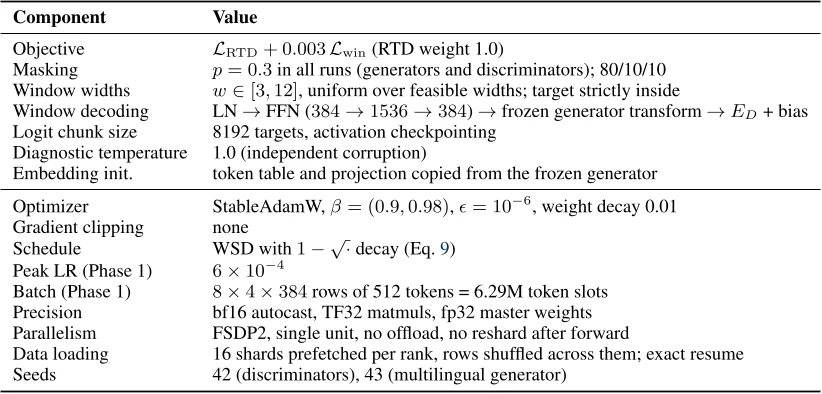 Component Value
Objective L_RTD + 0.003 L_win (RTD weight 1.0)
Masking p = 0.3 in all runs (generators and discriminators); 80/10/10
Window widths w ∈ [3, 12], uniform over feasible widths; target strictly inside
Window decoding LN → FFN (384 → 1536 → 384) → frozen generator transform → E_D + bias
Logit chunk size 8192 targets, activation checkpointing
Diagnostic temperature 1.0 (independent corruption)
Embedding init. token table and projection copied from the frozen generator
Optimizer StableAdamW, β = (0.9, 0.98), ϵ = 10^−6, weight decay 0.01
Gradient clipping none
Schedule WSD with 1 − √· decay (Eq. 9)
Peak LR (Phase 1) 6 × 10^−4
Batch (Phase 1) 8 × 4 × 384 rows of 512 tokens = 6.29M token slots
Precision bf16 autocast, TF32 matmuls, fp32 master weights
Parallelism FSDP2, single unit, no offload, no reshard after forward
Data loading 16 shards prefetched per rank, rows shuffled across them; exact resume
Seeds 42 (discriminators), 43 (multilingual generator)